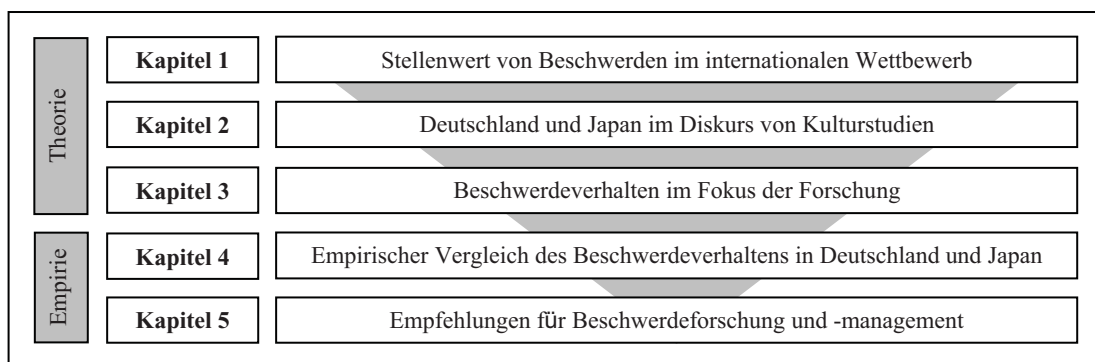 Theorie
Kapitel 1
Stellenwert von Beschwerden im internationalen Wettbewerb
Kapitel 2
Deutschland und Japan im Diskurs von Kulturstudien
Kapitel 3
Beschwerdeverhalten im Fokus der Forschung
Empirie
Kapitel 4
Empirischer Vergleich des Beschwerdeverhaltens in Deutschland und Japan
Kapitel 5
Empfehlungen für Beschwerdeforschung und -management